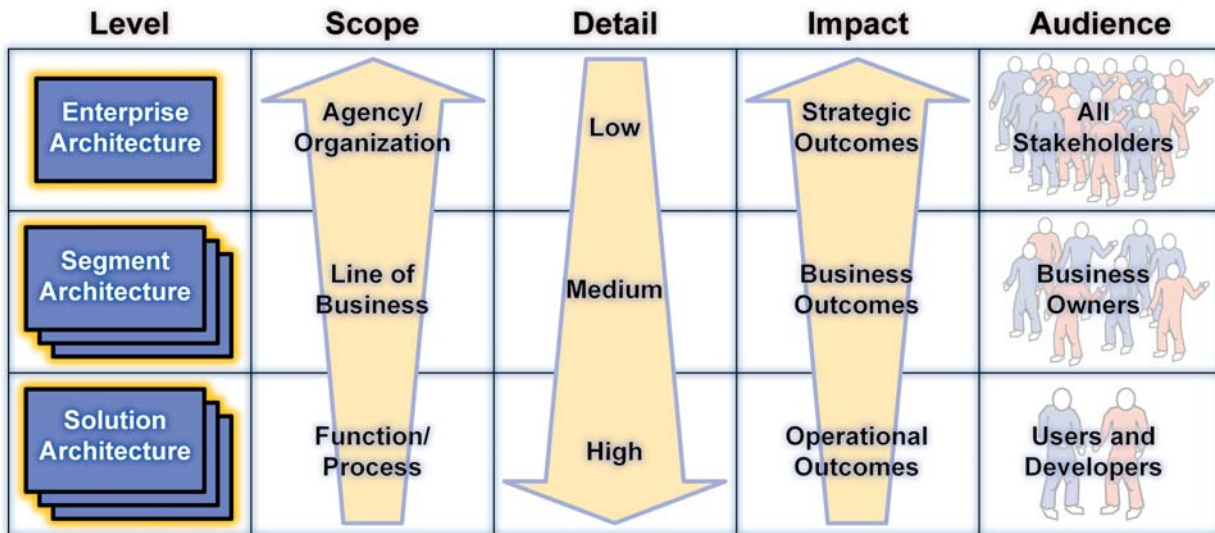 Level Scope Detail Impact Audience
Enterprise
Architecture
Agency/
Organization
Low
Strategic
Outcomes
All
Stakeholders
Segment
Architecture
Line of
Business
Medium
Business
Outcomes
Business
Owners
Solution
Architecture
Function/
Process
High
Operational
Outcomes
Users and
Developers